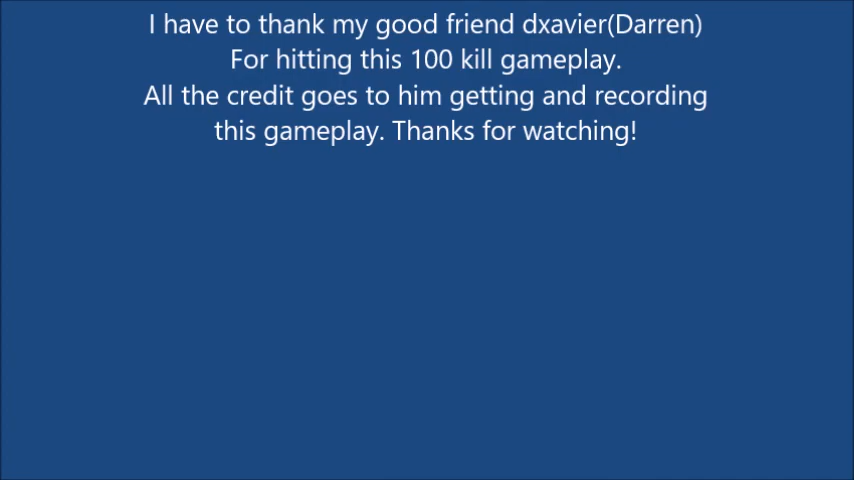 I have to thank my good friend dxavier(Darren)
For hitting this 100 kill gameplay.
All the credit goes to him getting and recording
this gameplay. Thanks for watching!